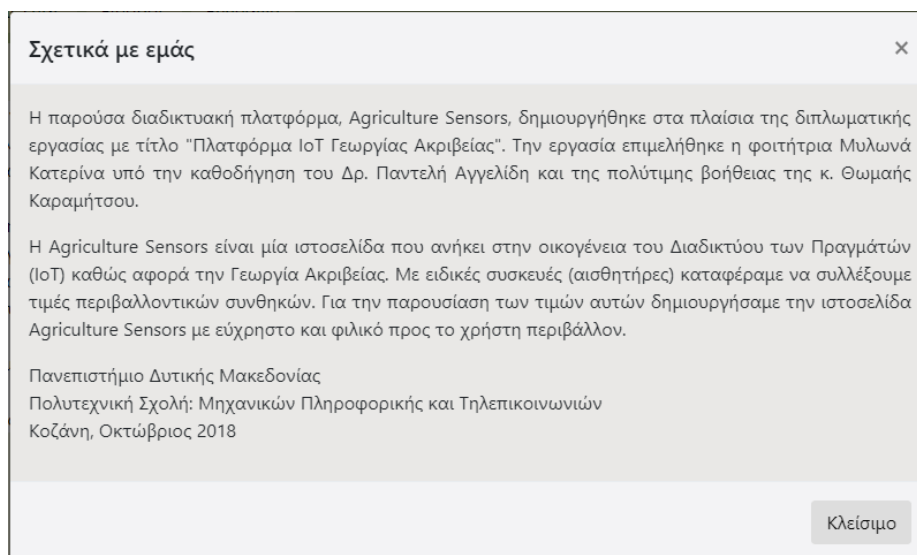 Σχετικά με εμάς
×
Η παρούσα διαδικτυακή πλατφόρμα, Agriculture Sensors, δημιουργήθηκε στα πλαίσια της διπλωματικής
εργασίας με τίτλο "Πλατφόρμα IoT Γεωργίας Ακριβείας". Την εργασία επιμελήθηκε η φοιτήτρια Μυλωνά
Κατερίνα υπό την καθοδήγηση του Δρ. Παντελή Αγγελίδη και της πολύτιμης βοήθειας της κ. Θωμαής
Καραμήτσου.
Η Agriculture Sensors είναι μία ιστοσελίδα που ανήκει στην οικογένεια του Διαδικτύου των Πραγμάτών
(IoT) καθώς αφορά την Γεωργία Ακριβείας. Με ειδικές συσκευές (αισθητήρες) καταφέραμε να συλλέξουμε
τιμές περιβαλλοντικών συνθηκών. Για την παρουσίαση των τιμών αυτών δημιουργήσαμε την ιστοσελίδα
Agriculture Sensors με εύχρηστο και φιλικό προς το χρήστη περιβάλλον.
Πανεπιστήμιο Δυτικής Μακεδονίας
Πολυτεχνική Σχολή: Μηχανικών Πληροφορικής και Τηλεπικοινωνιών
Κοζάνη, Οκτώβριος 2018
Κλείσιμο